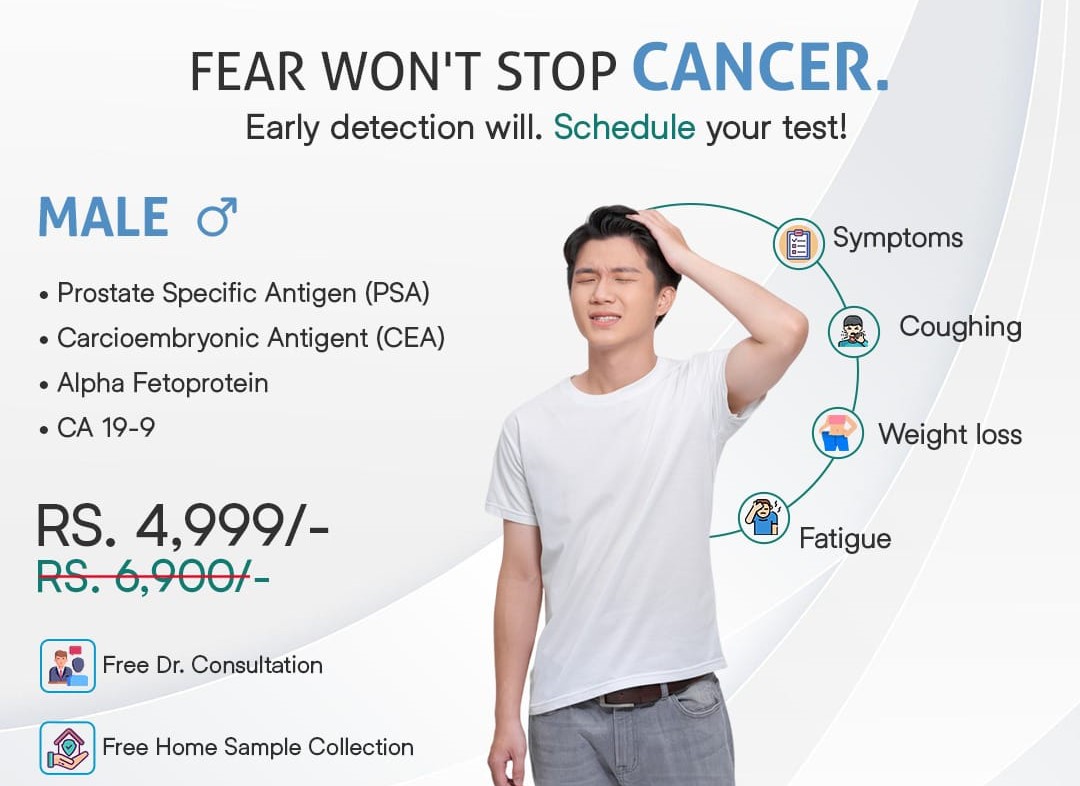 FEAR WON'T STOP CANCER.
Early detection will. Schedule your test!
MALE ♂
• Prostate Specific Antigen (PSA)
• Carcioembryonic Antigent (CEA)
• Alpha Fetoprotein
• CA 19-9
RS. 4,999/-
RS. 6,900/-
Free Dr. Consultation
Free Home Sample Collection
Symptoms
Coughing
Weight loss
Fatigue